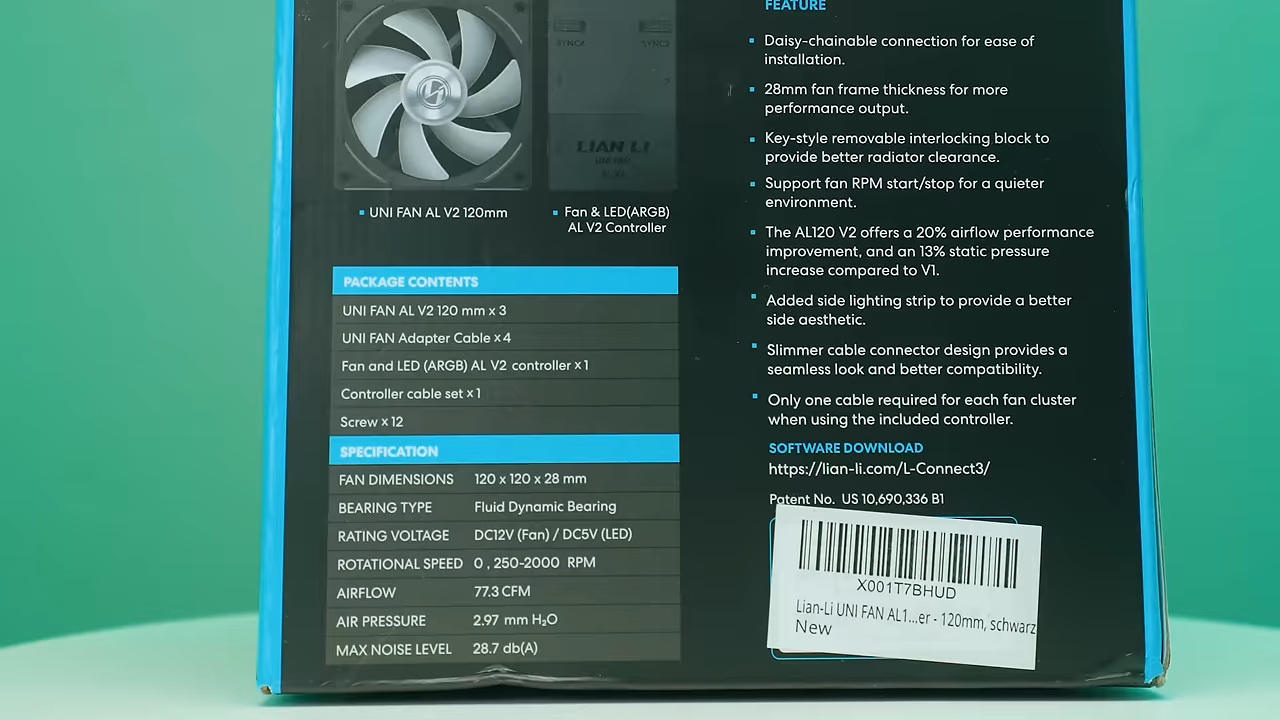 SYNC4
SYNC2
LIAN LI
UNI FAN
UNI FAN AL V2 120mm
Fan & LED(ARGB)
AL V2 Controller
PACKAGE CONTENTS
UNI FAN AL V2 120 mm x 3
UNI FAN Adapter Cable x 4
Fan and LED (ARGB) AL V2 controller x 1
Controller cable set x 1
Screw x 12
SPECIFICATION
FAN DIMENSIONS 120 x 120 x 28 mm
BEARING TYPE Fluid Dynamic Bearing
RATING VOLTAGE DC12V (Fan) / DC5V (LED)
ROTATIONAL SPEED 0 , 250-2000 RPM
AIRFLOW 77.3 CFM
AIR PRESSURE 2.97 mm H₂O
MAX NOISE LEVEL 28.7 db(A)
FEATURE
Daisy-chainable connection for ease of
installation.
28mm fan frame thickness for more
performance output.
Key-style removable interlocking block to
provide better radiator clearance.
Support fan RPM start/stop for a quieter
environment.
The AL120 V2 offers a 20% airflow performance
improvement, and an 13% static pressure
increase compared to V1.
Added side lighting strip to provide a better
side aesthetic.
Slimmer cable connector design provides a
seamless look and better compatibility.
Only one cable required for each fan cluster
when using the included controller.
SOFTWARE DOWNLOAD
https://lian-li.com/L-Connect3/
Patent No. US 10,690,336 B1
X001T7BHUD
Lian-Li UNI FAN AL1...er - 120mm, schwarz
New